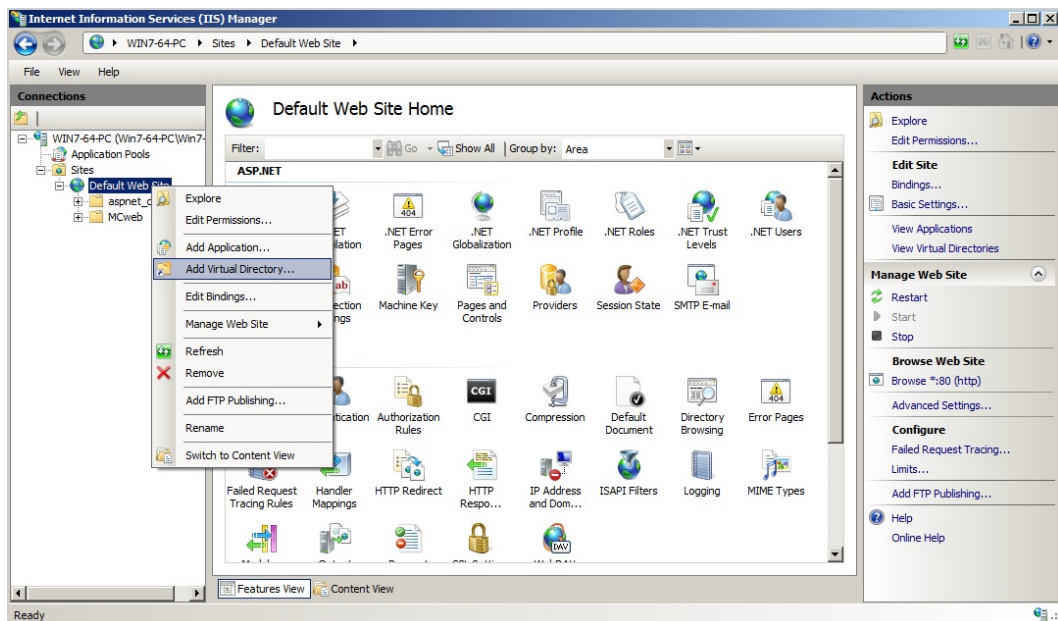 Internet Information Services (IIS) Manager
WIN7-64-PC
Sites
Default Web Site
File View Help
Connections
WIN7-64-PC (Win7-64-PC\Win7-
Application Pools
Sites
Default Web Site
aspnet_c
MCweb
Explore
Edit Permissions...
Add Application...
Add Virtual Directory...
Edit Bindings...
Manage Web Site
Refresh
Remove
Add FTP Publishing...
Rename
Switch to Content View
Default Web Site Home
Filter: Go Show All Group by: Area
ASP.NET
.NET Error Pages
.NET Globalization
.NET Profile
.NET Roles
.NET Trust Levels
.NET Users
Machine Key
Pages and Controls
Providers
Session State
SMTP E-mail
Authorization Rules
CGI
Compression
Default Document
Directory Browsing
Error Pages
Failed Request Tracing Rules
Handler Mappings
HTTP Redirect
HTTP Respo...
IP Address and Dom...
ISAPI Filters
Logging
MIME Types
Features View Content View
Actions
Explore
Edit Permissions...
Edit Site
Bindings...
Basic Settings...
View Applications
View Virtual Directories
Manage Web Site
Restart
Start
Stop
Browse Web Site
Browse *:80 (http)
Advanced Settings...
Configure
Failed Request Tracing...
Limits...
Add FTP Publishing...
Help
Online Help
Ready